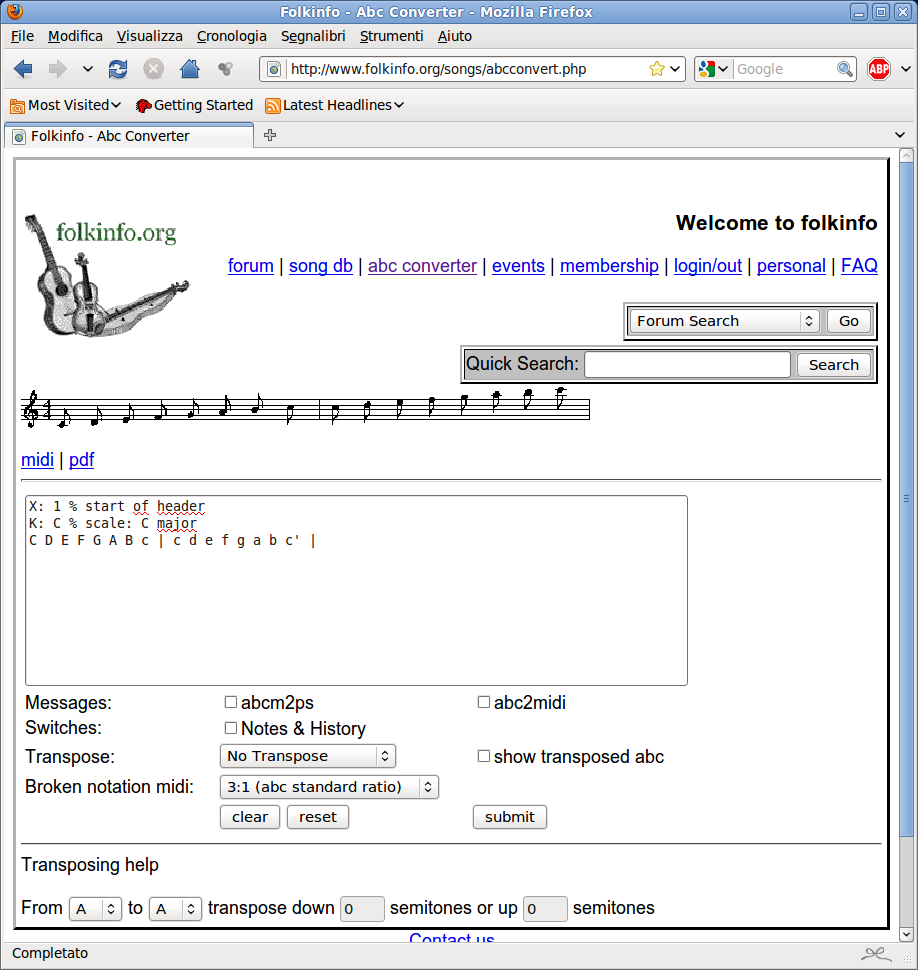 Folkinfo - Abc Converter - Mozilla Firefox
File Modifica Visualizza Cronologia Segnalibri Strumenti Aiuto
http://www.folkinfo.org/songs/abcconvert.php Google ABP
Most Visited Getting Started Latest Headlines
Folkinfo - Abc Converter
folkinfo.org
Welcome to folkinfo
forum | song db | abc converter | events | membership | login/out | personal | FAQ
Forum Search Go
Quick Search: Search
4
4
midi | pdf
X: 1 % start of header
K: C % scale: C major
C D E F G A B c | c d e f g a b c' |
Messages: abcm2ps abc2midi
Switches: Notes & History
Transpose: No Transpose show transposed abc
Broken notation midi: 3:1 (abc standard ratio)
clear reset submit
Transposing help
From A to A transpose down 0 semitones or up 0 semitones
Contact us
Completato